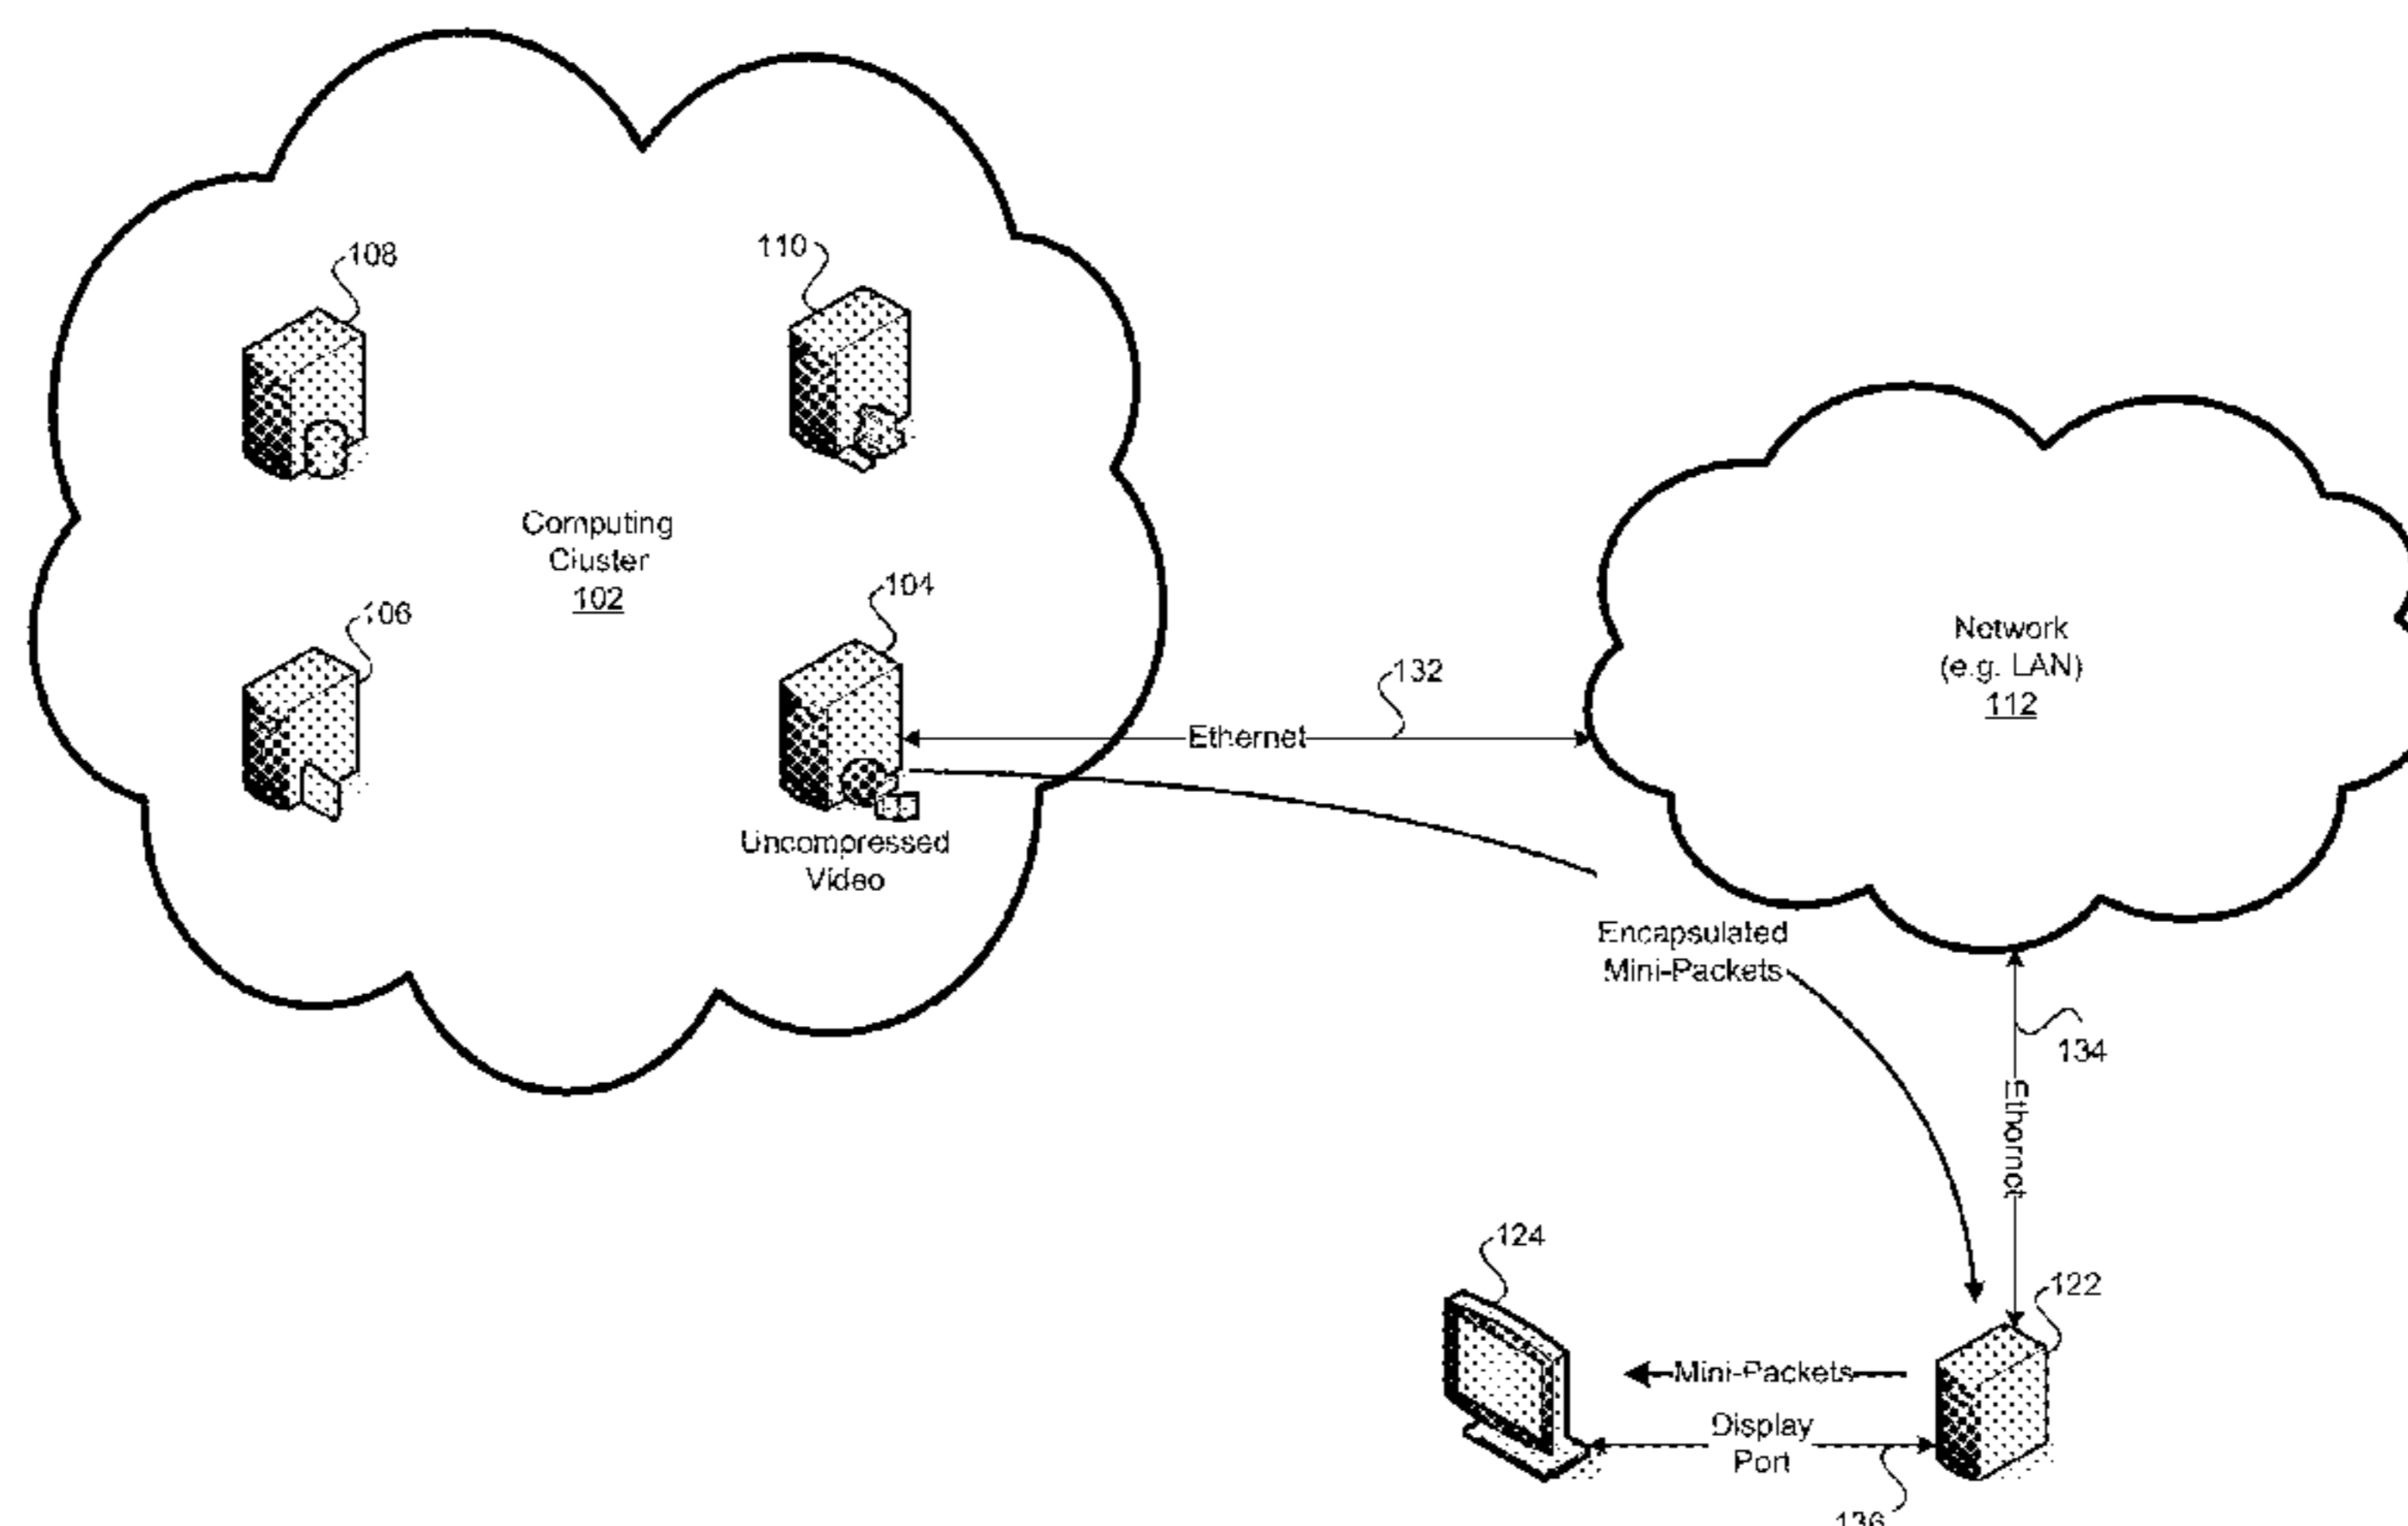 108
110
Computing
Cluster
102
104
106
Network
(e.g. LAN)
112
132
Ethernet
Uncompressed
Video
Encapsulated
Mini-Packets
134
Ethernet
124
122
Mini-Packets
Display
Port
136